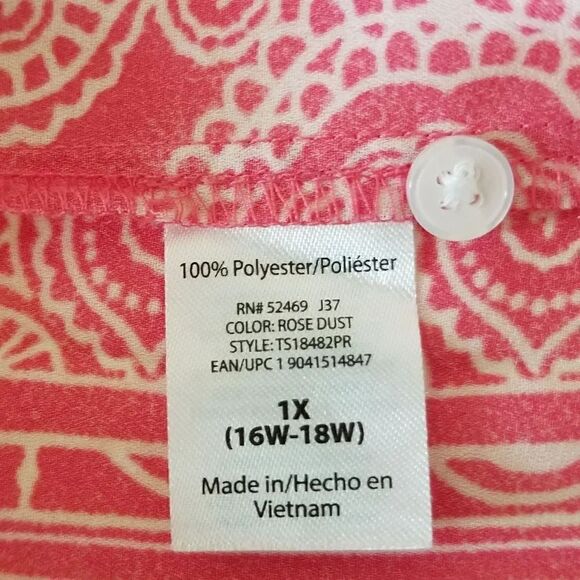 100% Polyester/Poliéster
RN# 52469 J37
COLOR: ROSE DUST
STYLE: TS18482PR
EAN/UPC 1 9041514847
1X
(16W-18W)
Made in/Hecho en
Vietnam